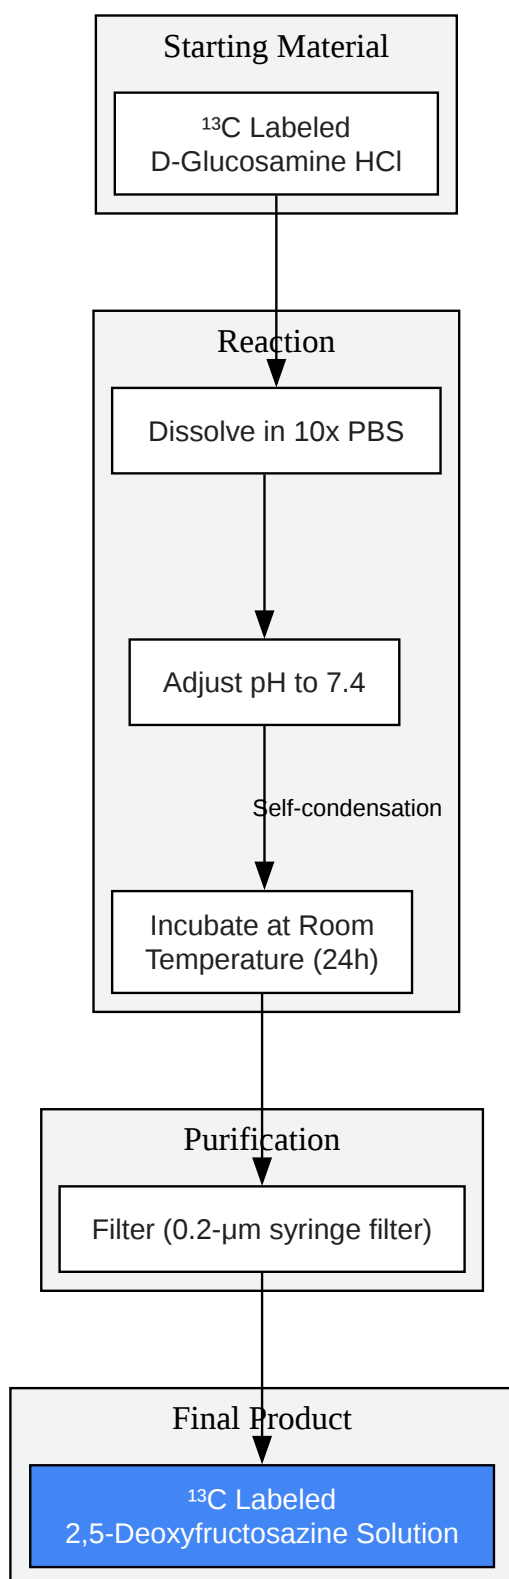 Starting Material
¹³C Labeled
D-Glucosamine HCl
Reaction
Dissolve in 10x PBS
Adjust pH to 7.4
Self-condensation
Incubate at Room
Temperature (24h)
Purification
Filter (0.2-μm syringe filter)
Final Product
¹³C Labeled
2,5-Deoxyfructosazine Solution